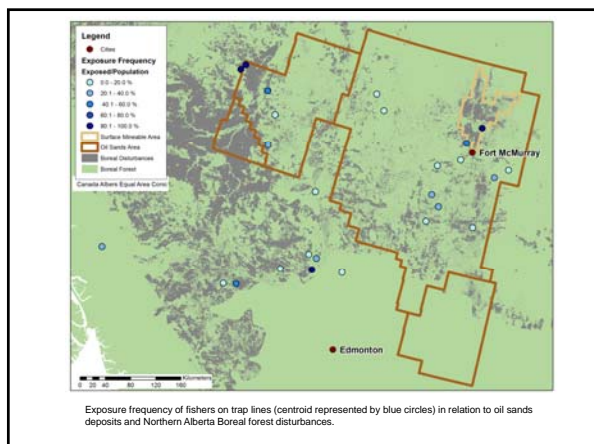 Legend
Cities
Exposure Frequency
Exposed/Population
0.0 - 20.0 %
20.1 - 40.0 %
40.1 - 60.0 %
60.1 - 80.0 %
80.1 - 100.0 %
Surface Mineable Area
Oil Sands Area
Boreal Disturbances
Boreal Forest
Canada Albers Equal Area Conic
Fort McMurray
Edmonton
Kilometers
0 20 40 80 120 160
Exposure frequency of fishers on trap lines (centroid represented by blue circles) in relation to oil sands
deposits and Northern Alberta Boreal forest disturbances.